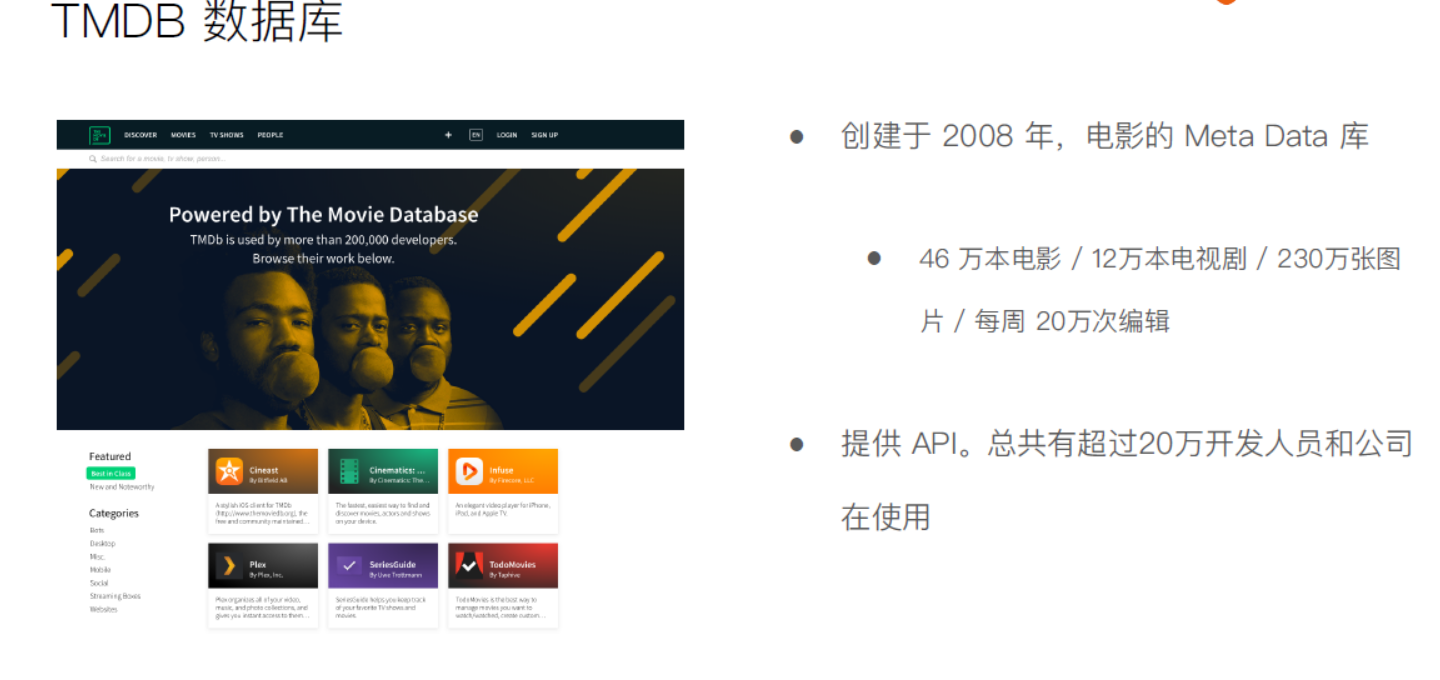 TMDB 数据库
DISCOVER MOVIES TV SHOWS PEOPLE + EN LOGIN SIGN UP
Search for a movie, tv show, person...
Powered by The Movie Database
TMDb is used by more than 200,000 developers.
Browse their work below.
Featured
Best in Class
New and Noteworthy
Categories
Bots
Desktop
Misc.
Mobile
Social
Streaming Boxes
Websites
Cineast
By Bitfield AB
A stylish iOS client for TMDb
(http://www.themoviedb.org), the
free and community maintained...
Cinematics: ...
By Cinematics: The...
The fastest, easiest way to find and
discover movies, actors and shows
on your device.
Infuse
By Firecore, LLC
An elegant video player for iPhone,
iPad, and Apple TV.
Plex
By Plex, Inc.
Plex organizes all of your video,
music, and photo collections, and
gives you instant access to them...
SeriesGuide
By Uwe Trottmann
SeriesGuide helps you keep track
of your favorite TV shows and
movies.
TodoMovies
By Taphive
TodoMovies is the best way to
manage movies you want to
watch/watched, create custom...
● 创建于 2008 年，电影的 Meta Data 库
● 46 万本电影 / 12万本电视剧 / 230万张图
片 / 每周 20万次编辑
● 提供 API。总共有超过20万开发人员和公司
在使用